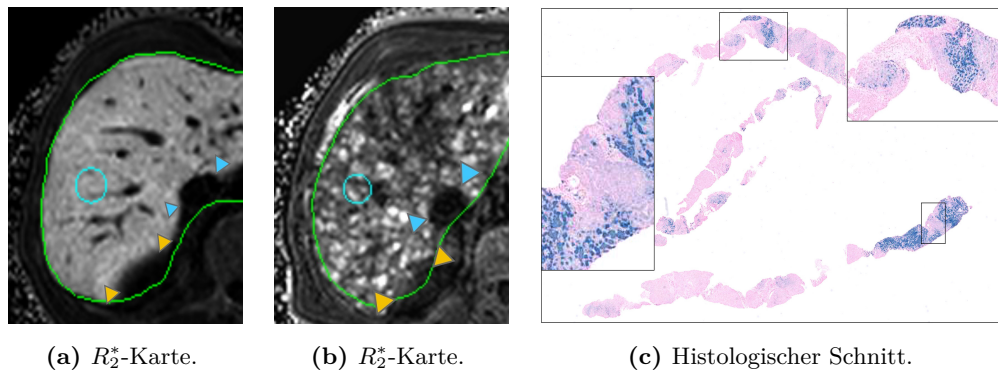 (a) R₂*-Karte.
(b) R₂*-Karte.
(c) Histologischer Schnitt.